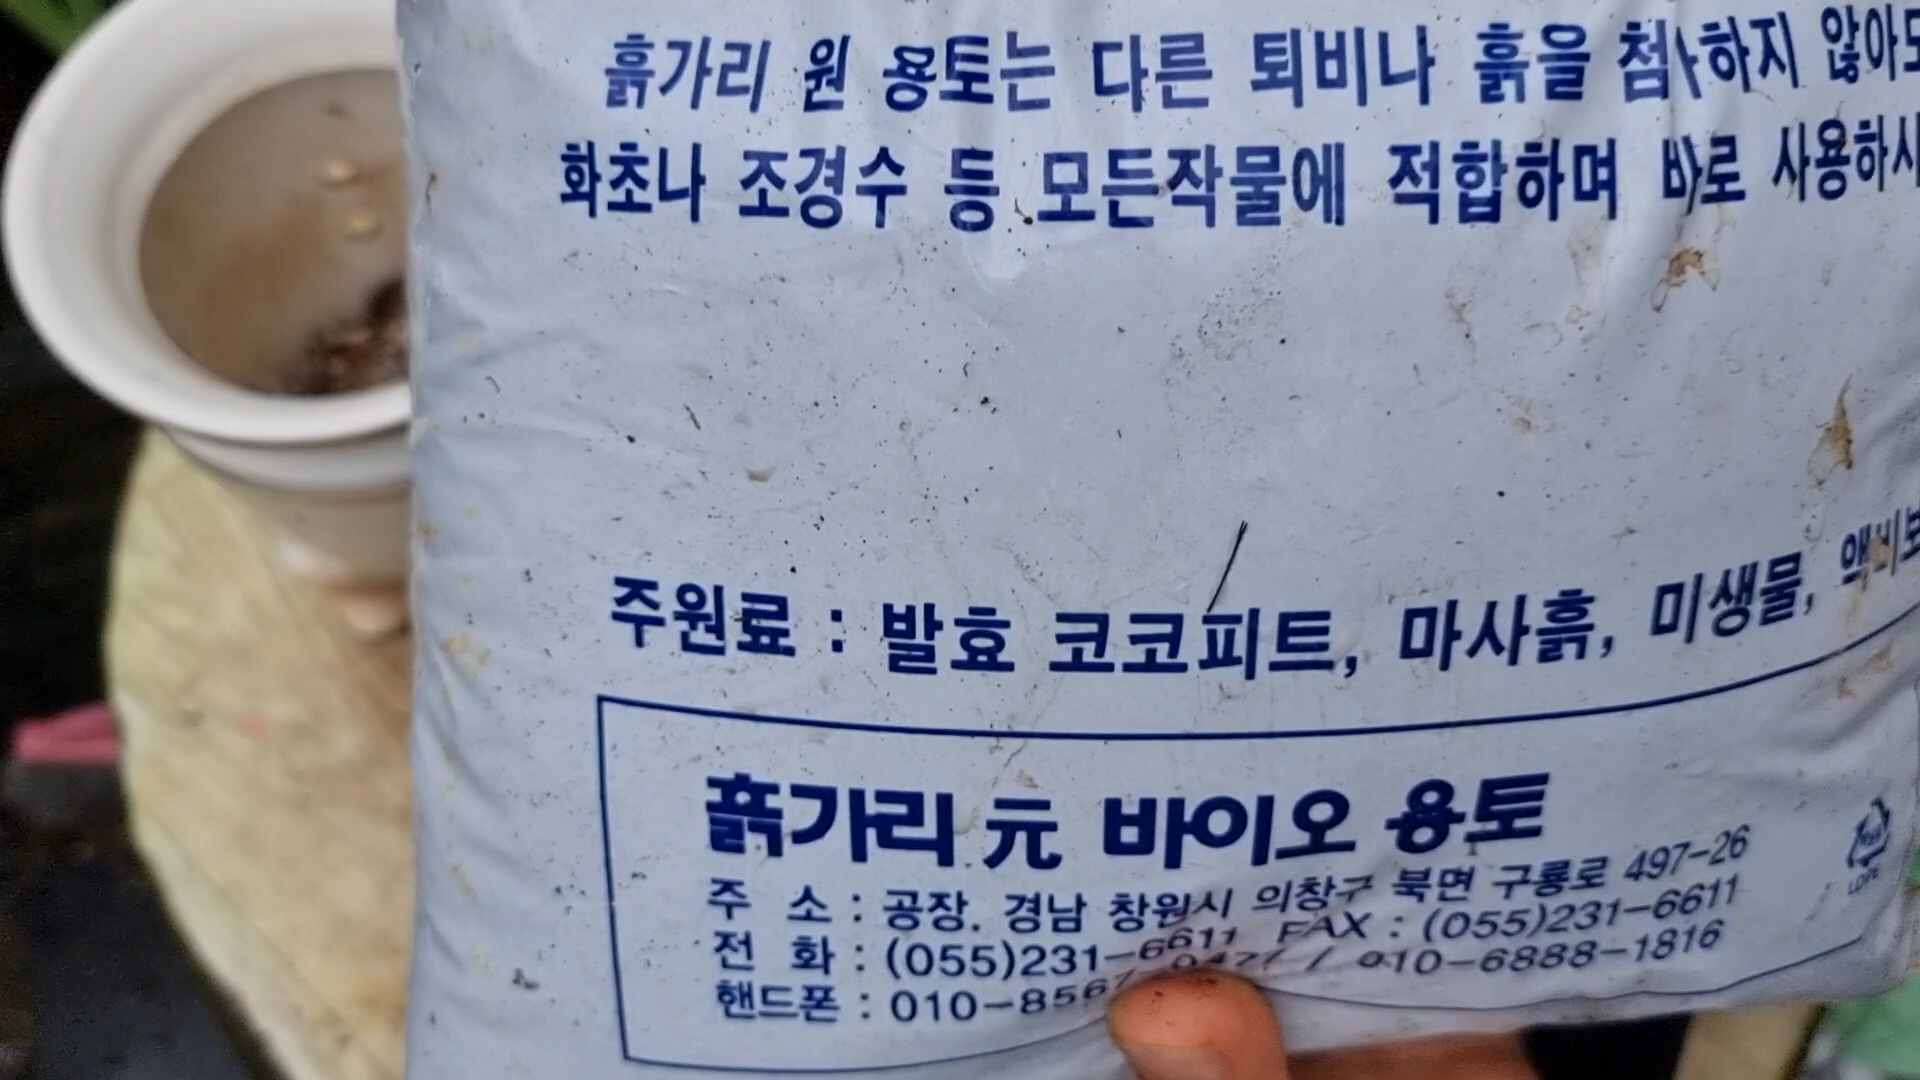 흙가리 원 용토는 다른 퇴비나 흙을 첨가하지 않아도
화초나 조경수 등 모든작물에 적합하며 바로 사용하시
주원료 : 발효 코코피트, 마사흙, 미생물,
흙가리 元 바이오 용토
주 소 : 공장. 경남 창원시 의창구 북면 구룡로 497-26
전 화 : (055)231-6611 FAX : (055)231-6611
핸드폰 : 010-8567-0477 / 010-6888-1816
LDPE